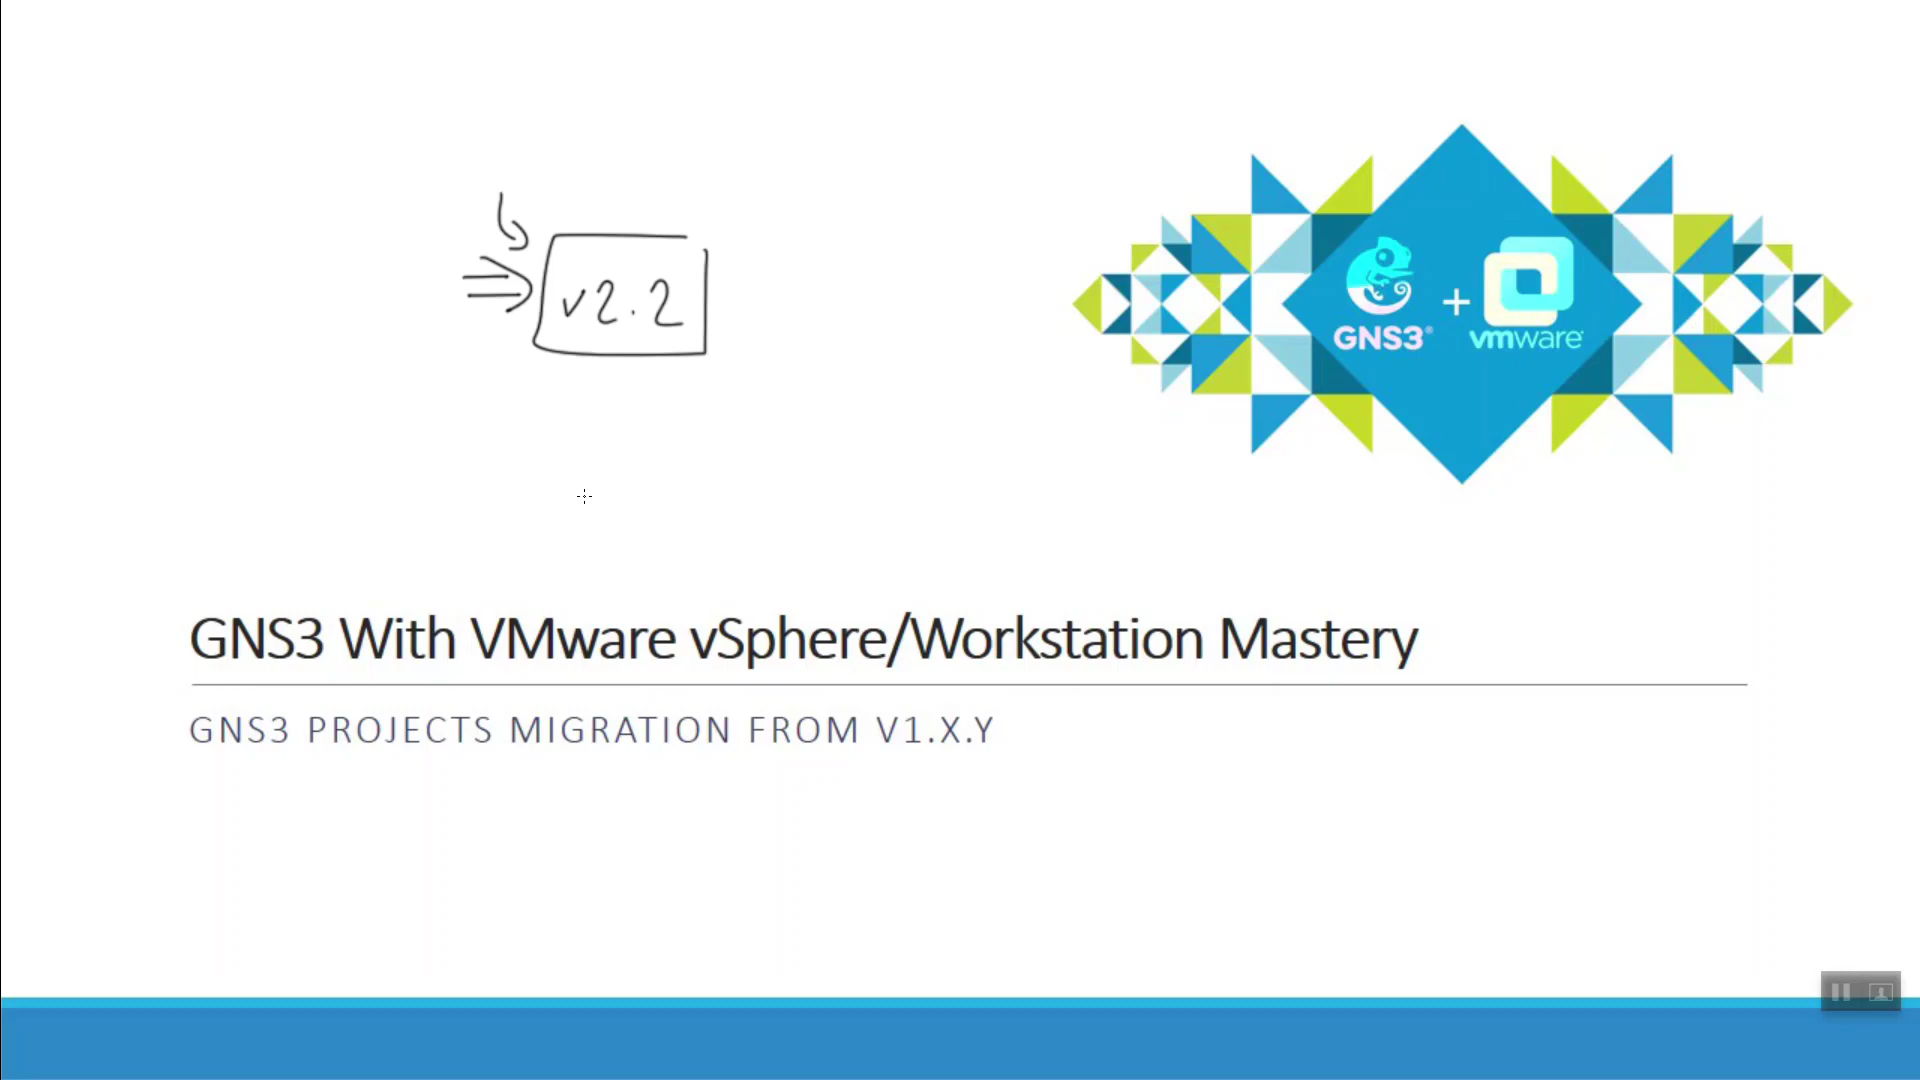 v2.2
GNS3® + vmware®
GNS3 With VMware vSphere/Workstation Mastery
GNS3 PROJECTS MIGRATION FROM V1.X.Y